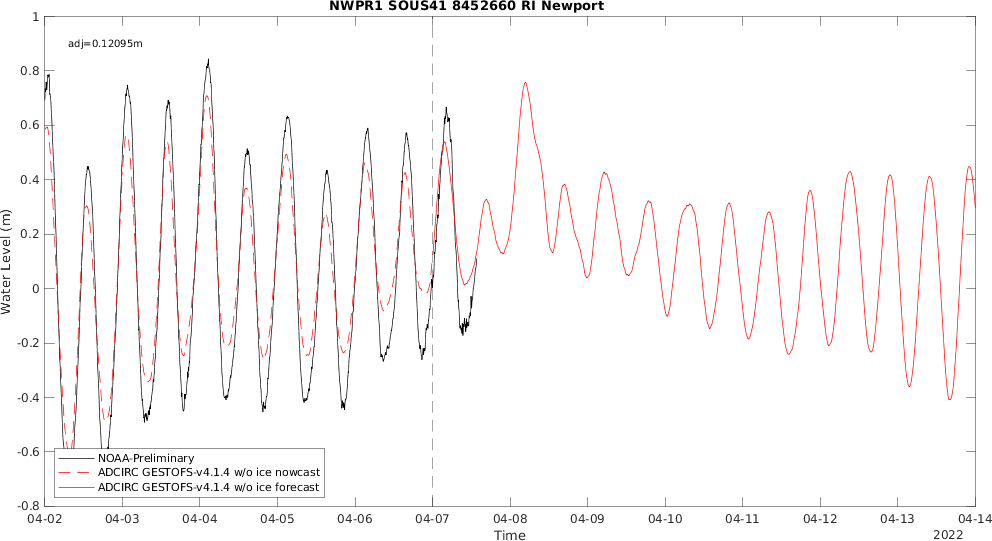 NWPR1 SOUS41 8452660 RI Newport
adj=0.12095m
1
0.8
0.6
0.4
0.2
0
-0.2
-0.4
-0.6
-0.8
Water Level (m)
NOAA-Preliminary
ADCIRC GESTOFS-v4.1.4 w/o ice nowcast
ADCIRC GESTOFS-v4.1.4 w/o ice forecast
04-02 04-03 04-04 04-05 04-06 04-07 04-08 04-09 04-10 04-11 04-12 04-13 04-14
Time
2022